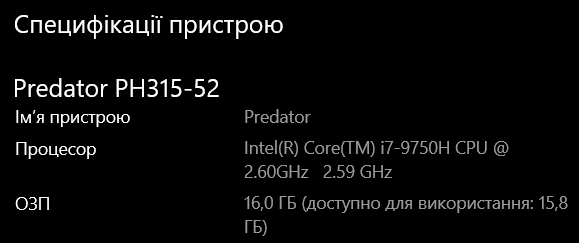 Специфікації пристрою
Predator PH315-52
Ім’я пристрою Predator
Процесор Intel(R) Core(TM) i7-9750H CPU @
2.60GHz 2.59 GHz
ОЗП 16,0 ГБ (доступно для використання: 15,8
ГБ)